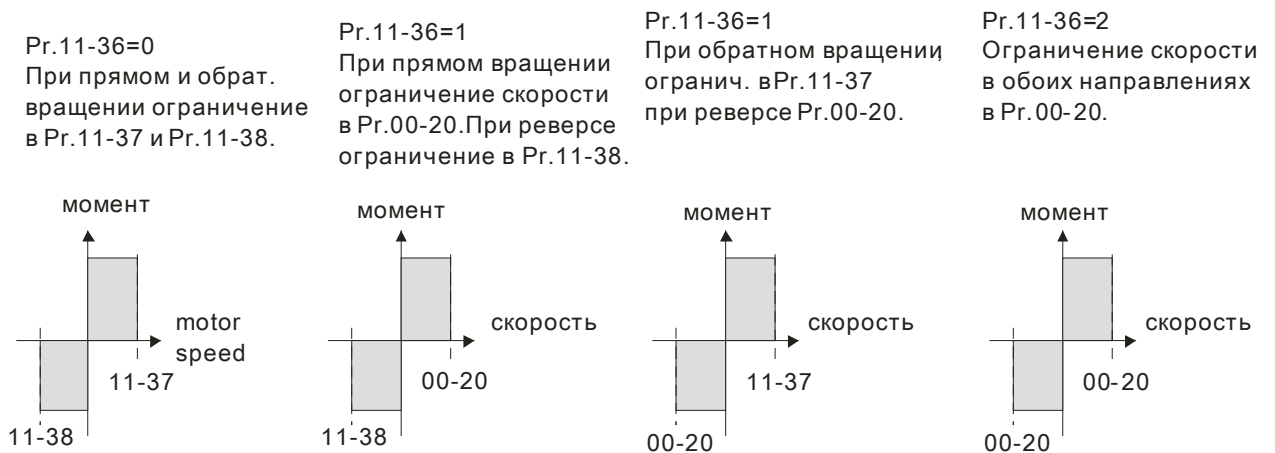 Pr.11-36=0
При прямом и обрат.
вращении ограничение
в Pr.11-37 и Pr.11-38.
Pr.11-36=1
При прямом вращении
ограничение скорости
в Pr.00-20.При реверсе
ограничение в Pr.11-38.
Pr.11-36=1
При обратном вращении,
огранич. вPr.11-37
при реверсе Pr.00-20.
Pr.11-36=2
Ограничение скорости
в обоих направлениях
в Pr.00-20.
момент
motor
speed
11-37
11-38
момент
скорость
00-20
11-38
момент
скорость
11-37
00-20
момент
скорость
00-20
00-20